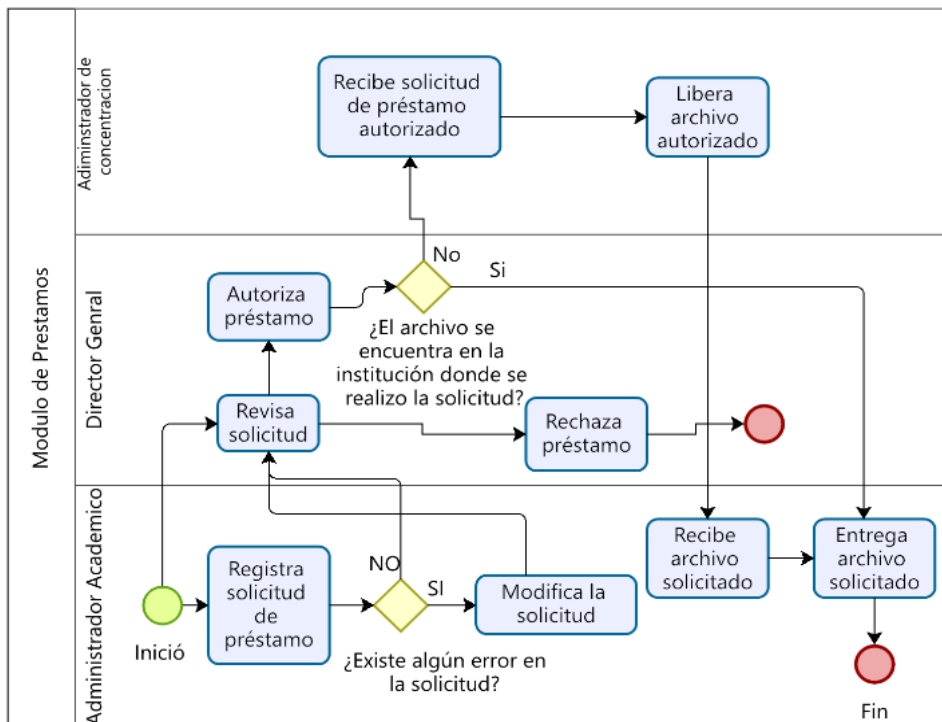 Modulo de Prestamos
Adiminstrador de
concentracion
Recibe solicitud
de préstamo
autorizado
Libera
archivo
autorizado
Director Genral
Autoriza
préstamo
No
Si
¿El archivo se
encuentra en la
institución donde se
realizo la solicitud?
Revisa
solicitud
Rechaza
préstamo
Administrador Academico
Inició
Registra
solicitud
de
préstamo
NO
SI
¿Existe algún error en
la solicitud?
Modifica la
solicitud
Recibe
archivo
solicitado
Entrega
archivo
solicitado
Fin